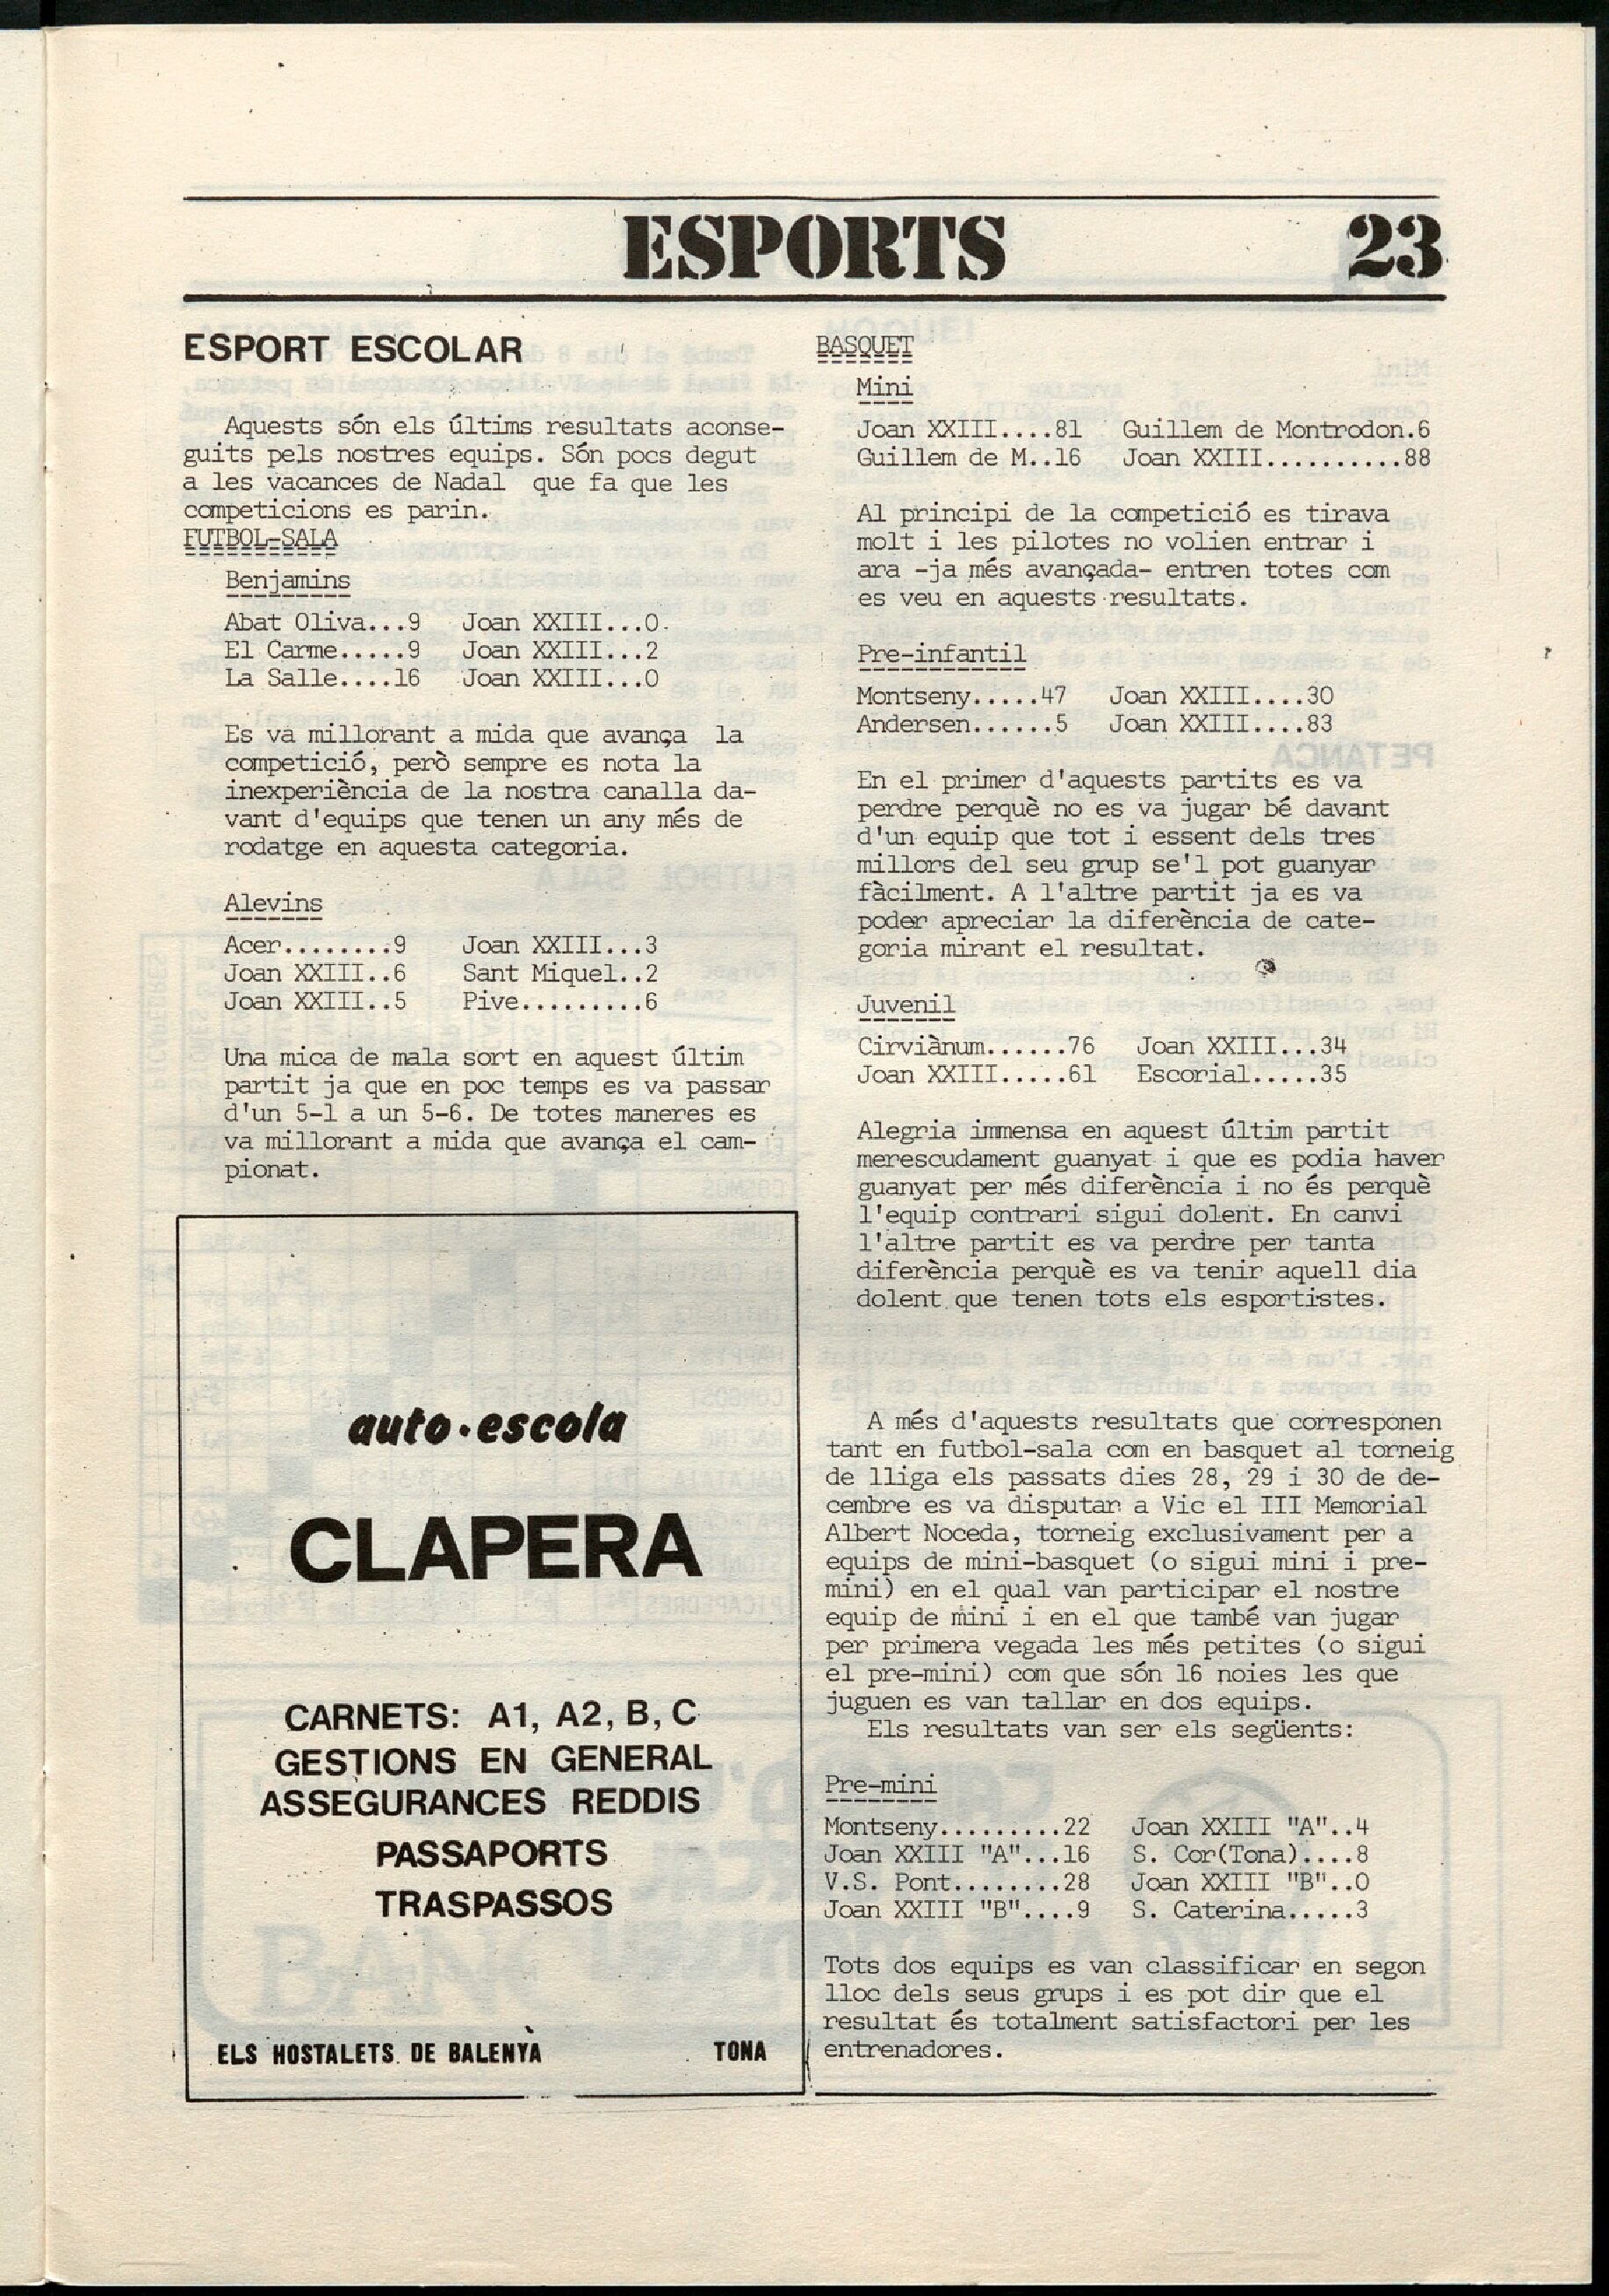 ESPORTS 23
ESPORT ESCOLAR
Aquests són els últims resultats aconse-
guits pels nostres equips. Són pocs degut
a les vacances de Nadal que fa que les
competicions es parin.
FUTBOL-SALA
Benjamins
Abat Oliva...9 Joan XXIII...0
El Carme.....9 Joan XXIII...2
La Salle....16 Joan XXIII...0
Es va millorant a mida que avança la
competició, però sempre es nota la
inexperiència de la nostra canalla da-
vant d'equips que tenen un any més de
rodatge en aquesta categoria.
Alevins
Acer........9 Joan XXIII...3
Joan XXIII..6 Sant Miquel..2
Joan XXIII..5 Pive.........6
Una mica de mala sort en aquest últim
partit ja que en poc temps es va passar
d'un 5-1 a un 5-6. De totes maneres es
va millorant a mida que avança el cam-
pionat.
auto·escola
CLAPERA
CARNETS: A1, A2, B, C
GESTIONS EN GENERAL
ASSEGURANCES REDDIS
PASSAPORTS
TRASPASSOS
ELS HOSTALETS DE BALENYÀ TONA
BASQUET
Mini
Joan XXIII....81 Guillem de Montrodon.6
Guillem de M..16 Joan XXIII..........88
Al principi de la competició es tirava
molt i les pilotes no volien entrar i
ara -ja més avançada- entren totes com
es veu en aquests resultats.
Pre-infantil
Montseny.....47 Joan XXIII....30
Andersen......5 Joan XXIII....83
En el primer d'aquests partits es va
perdre perquè no es va jugar bé davant
d'un equip que tot i essent dels tres
millors del seu grup se'l pot guanyar
fàcilment. A l'altre partit ja es va
poder apreciar la diferència de cate-
goria mirant el resultat.
Juvenil
Cirviànum......76 Joan XXIII...34
Joan XXIII.....61 Escorial.....35
Alegria immensa en aquest últim partit
merescudament guanyat i que es podia haver
guanyat per més diferència i no és perquè
l'equip contrari sigui dolent. En canvi
l'altre partit es va perdre per tanta
diferència perquè es va tenir aquell dia
dolent que tenen tots els esportistes.
A més d'aquests resultats que corresponen
tant en futbol-sala com en basquet al torneig
de lliga els passats dies 28, 29 i 30 de de-
cembre es va disputar a Vic el III Memorial
Albert Noceda, torneig exclusivament per a
equips de mini-basquet (o sigui mini i pre-
mini) en el qual van participar el nostre
equip de mini i en el que també van jugar
per primera vegada les més petites (o sigui
el pre-mini) com que són 16 noies les que
juguen es van tallar en dos equips.
Els resultats van ser els següents:
Pre-mini
Montseny.........22 Joan XXIII "A"..4
Joan XXIII "A"...16 S. Cor(Tona)....8
V.S. Pont........28 Joan XXIII "B"..0
Joan XXIII "B"....9 S. Caterina.....3
Tots dos equips es van classificar en segon
lloc dels seus grups i es pot dir que el
resultat és totalment satisfactori per les
entrenadores.